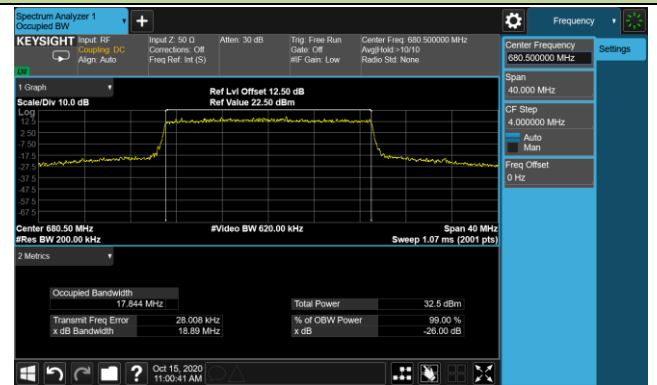 Spectrum Analyzer 1
Occupied BW
Frequency
KEYSIGHT
Input: RF
Coupling: DC
Align: Auto
Input Z: 50 Ω
Corrections: Off
Freq Ref: Int (S)
Atten: 30 dB
Trig: Free Run
Gate: Off
#IF Gain: Low
Center Freq: 680.500000 MHz
Avg|Hold:>10/10
Radio Std: None
Center Frequency
680.500000 MHz
Settings
Span
40.000 MHz
CF Step
4.000000 MHz
Auto
Man
Freq Offset
0 Hz
1 Graph
Scale/Div 10.0 dB
Ref Lvl Offset 12.50 dB
Ref Value 22.50 dBm
Log
12.5
2.50
-7.50
-17.5
-27.5
-37.5
-47.5
-57.5
-67.5
Center 680.50 MHz
#Res BW 200.00 kHz
#Video BW 620.00 kHz
Span 40 MHz
Sweep 1.07 ms (2001 pts)
2 Metrics
Occupied Bandwidth
17.844 MHz
Total Power 32.5 dBm
Transmit Freq Error 28.008 kHz
% of OBW Power 99.00 %
x dB Bandwidth 18.89 MHz
x dB -26.00 dB
?
Oct 15, 2020
11:00:41 AM